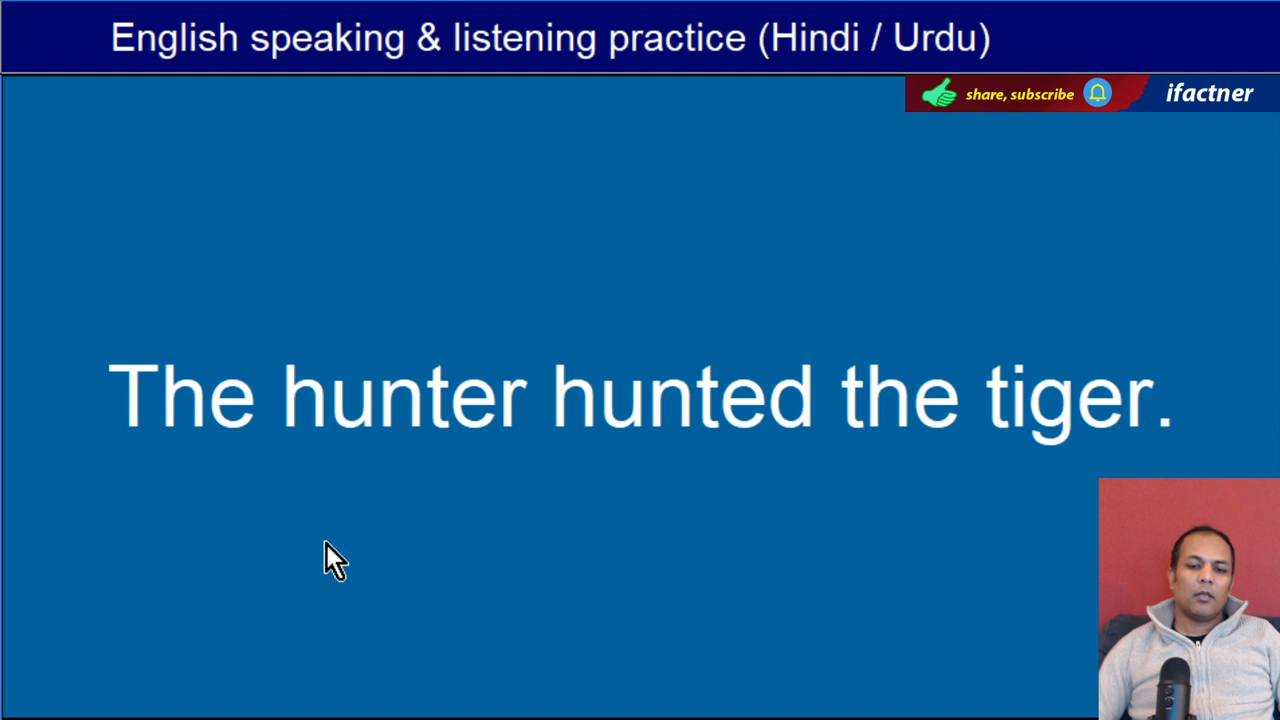 English speaking & listening practice (Hindi / Urdu)
share, subscribe
ifactner
The hunter hunted the tiger.